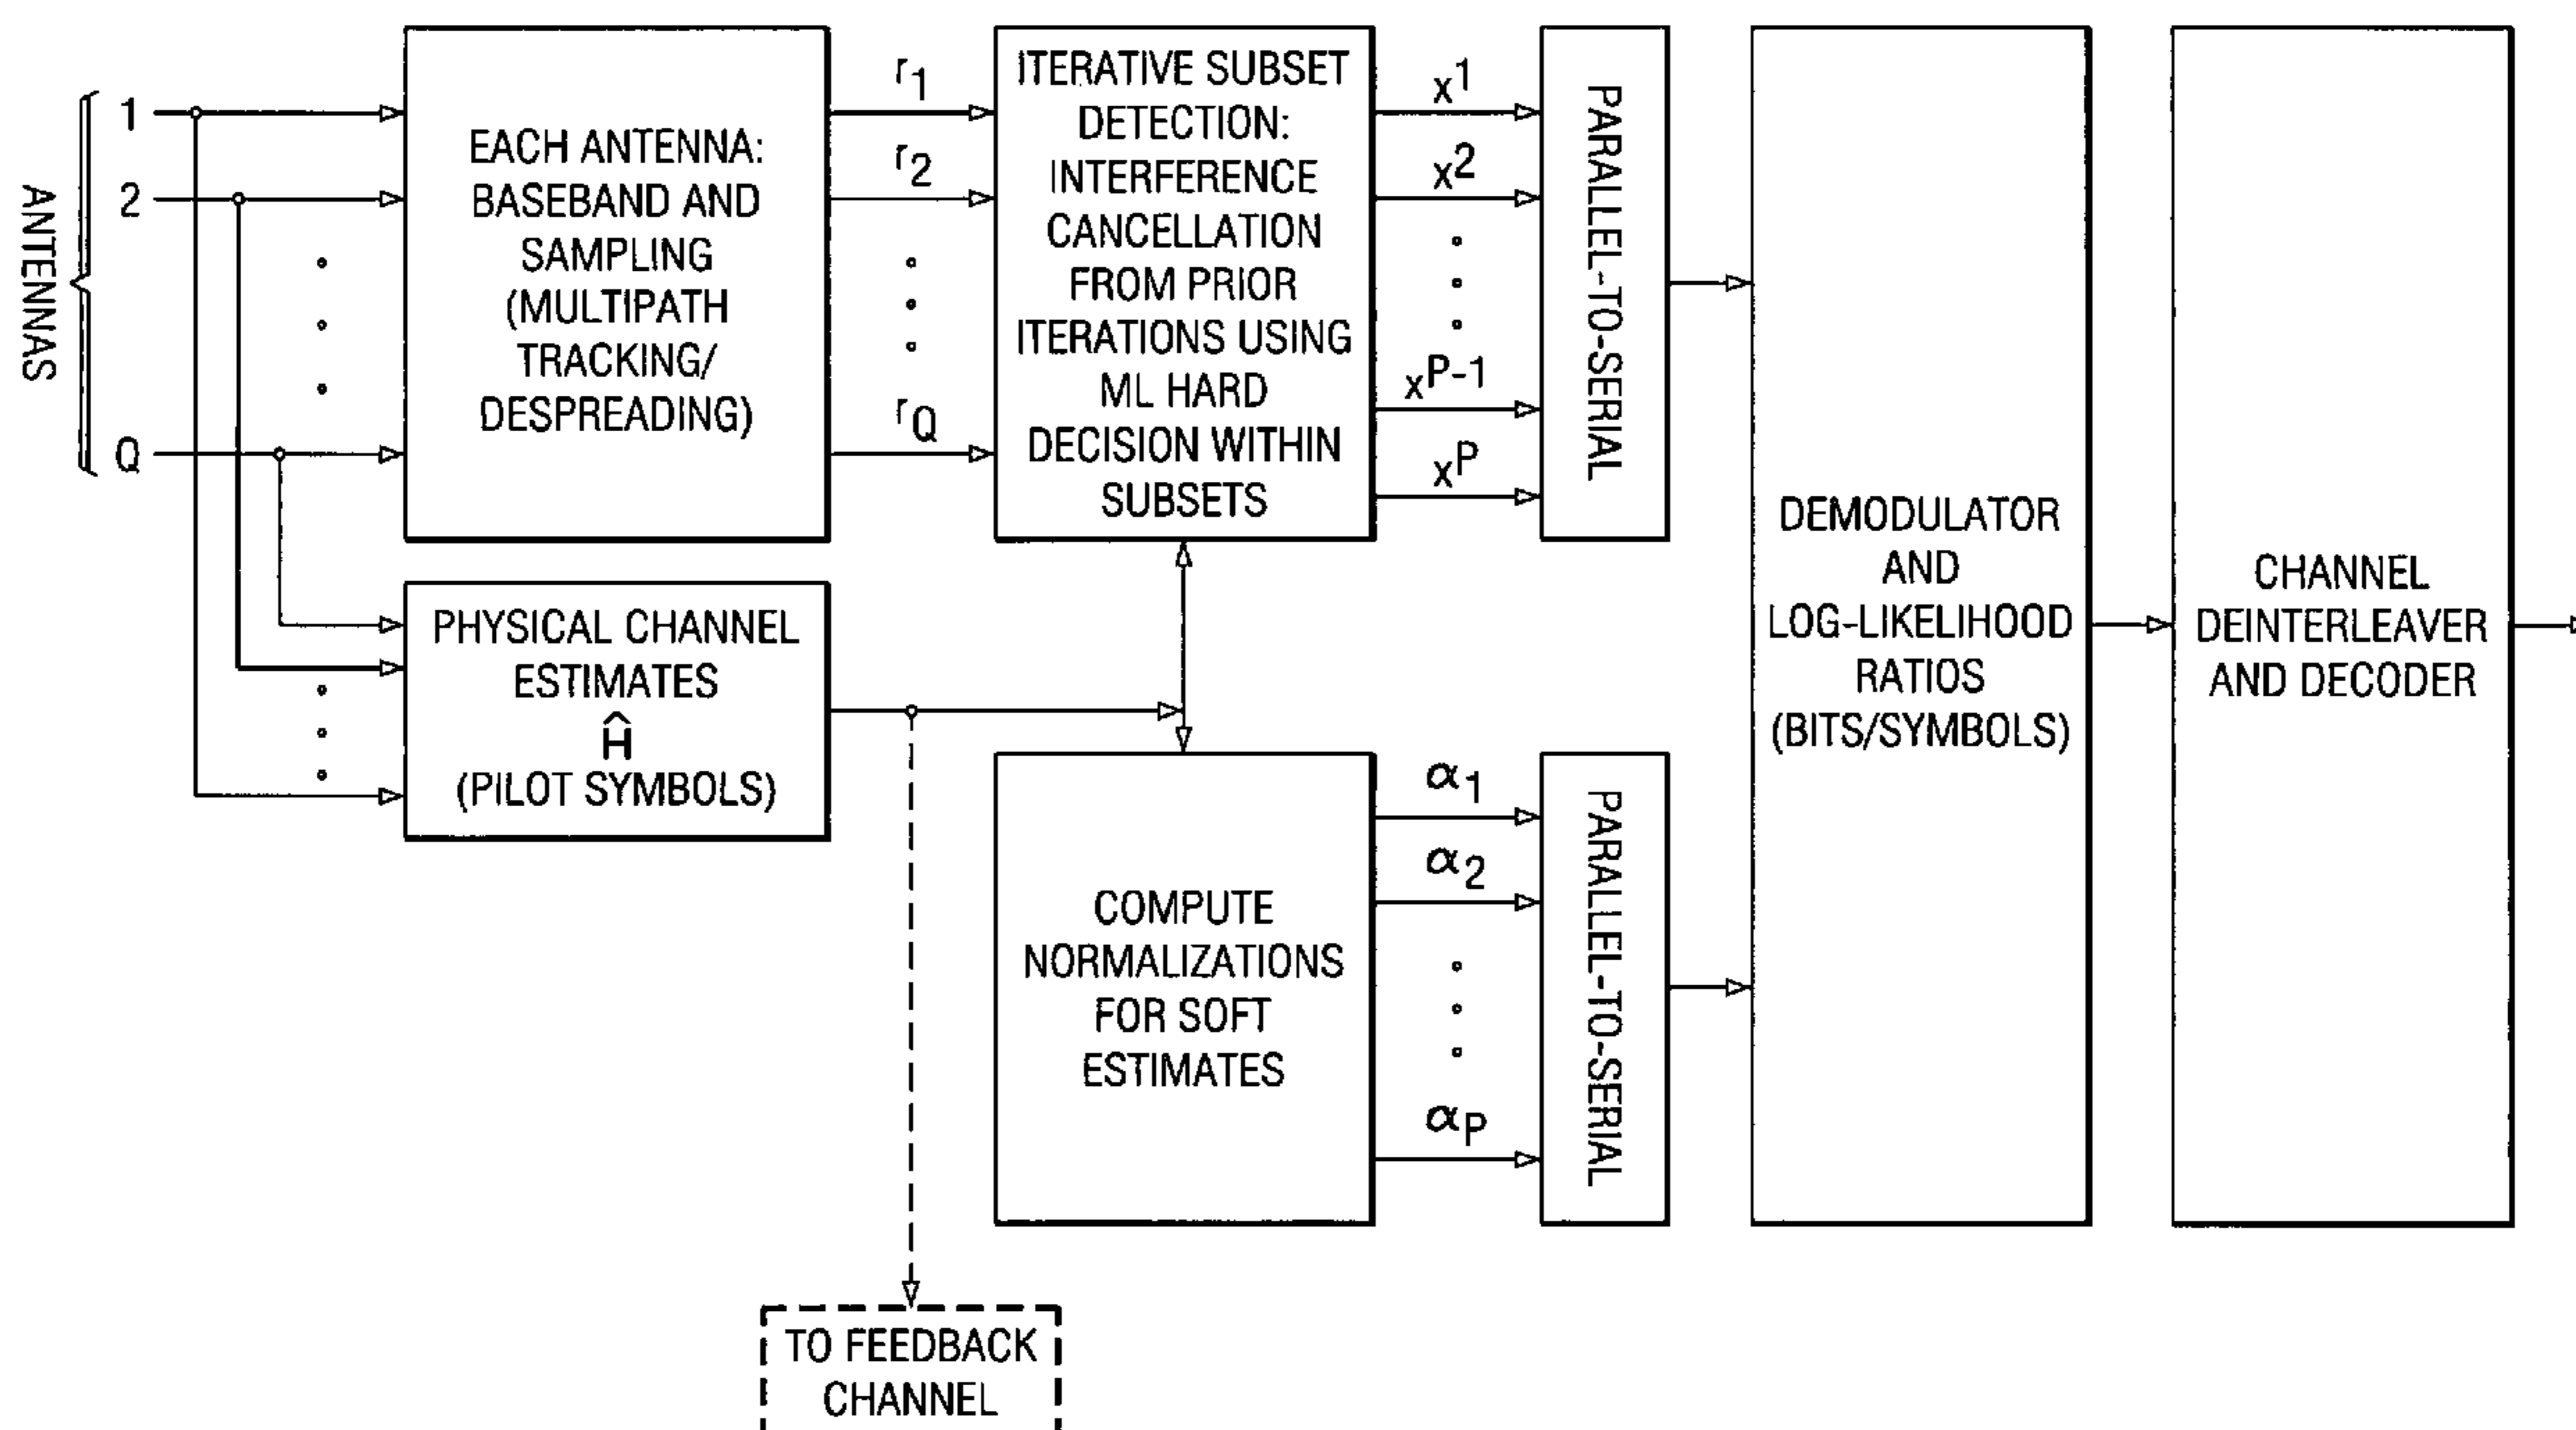 ANTENNAS
1
2
Q
EACH ANTENNA:
BASEBAND AND
SAMPLING
(MULTIPATH
TRACKING/
DESPREADING)
r1
r2
rQ
ITERATIVE SUBSET
DETECTION:
INTERFERENCE
CANCELLATION
FROM PRIOR
ITERATIONS USING
ML HARD
DECISION WITHIN
SUBSETS
x1
x2
xP-1
xP
PARALLEL-TO-SERIAL
PHYSICAL CHANNEL
ESTIMATES
Ĥ
(PILOT SYMBOLS)
COMPUTE
NORMALIZATIONS
FOR SOFT
ESTIMATES
α1
α2
αP
PARALLEL-TO-SERIAL
DEMODULATOR
AND
LOG-LIKELIHOOD
RATIOS
(BITS/SYMBOLS)
CHANNEL
DEINTERLEAVER
AND DECODER
TO FEEDBACK
CHANNEL